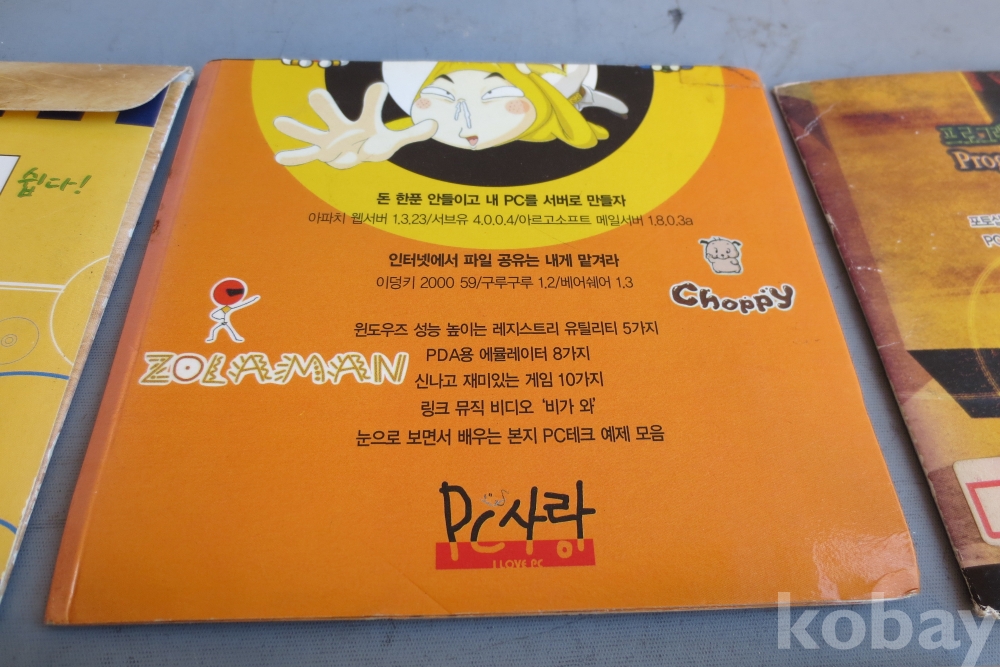 쉽다!
돈 한푼 안들이고 내 PC를 서버로 만들자
아파치 웹서버 1.3.23/서브유 4.0.0.4/아르고소프트 메일서버 1.8.0.3a
인터넷에서 파일 공유는 내게 맡겨라
이덩키 2000 59/구루구루 1.2/베어쉐어 1.3
Choppy
ZOLAMAN
윈도우즈 성능 높이는 레지스트리 유틸리티 5가지
PDA용 에뮬레이터 8가지
신나고 재미있는 게임 10가지
링크 뮤직 비디오 '비가 와'
눈으로 보면서 배우는 본지 PC테크 예제 모음
PC사랑
I LOVE PC
kobay